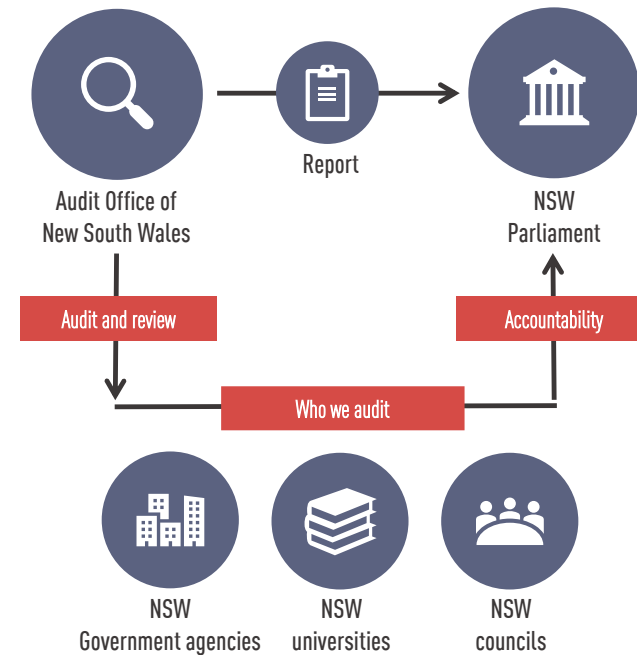 Report
Audit Office of
New South Wales
NSW
Parliament
Audit and review
Accountability
Who we audit
NSW
Government agencies
NSW
universities
NSW
councils